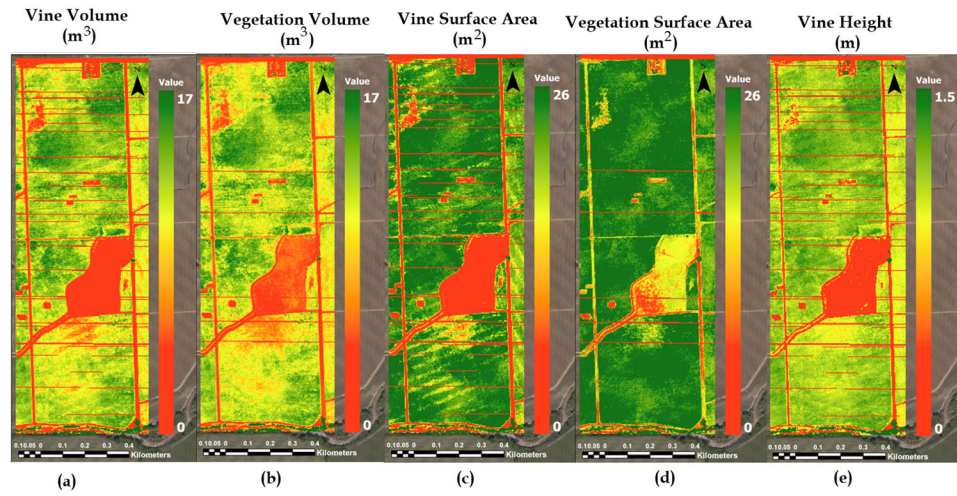 Vine Volume
(m3)
Vegetation Volume
(m3)
Vine Surface Area
(m2)
Vegetation Surface Area
(m2)
Vine Height
(m)
Value
17
0
Value
17
0
Value
26
0
Value
26
0
Value
1.5
0
0.10.05 0 0.1 0.2 0.3 0.4
Kilometers
0.10.05 0 0.1 0.2 0.3 0.4
Kilometers
0.10.05 0 0.1 0.2 0.3 0.4
Kilometers
0.10.05 0 0.1 0.2 0.3 0.4
Kilometers
0.10.05 0 0.1 0.2 0.3 0.4
Kilometers
(a)
(b)
(c)
(d)
(e)